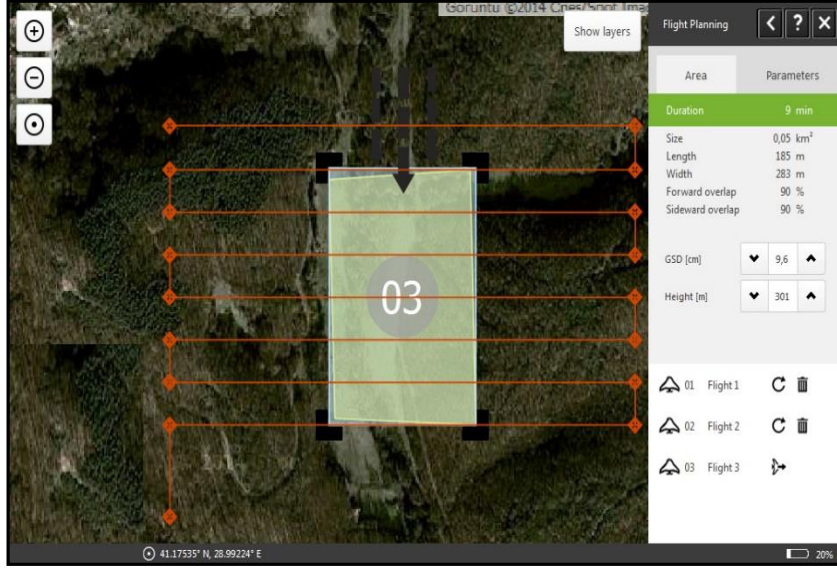 Goruntu ©2014 Cnes/Spot Ima
Show layers
Flight Planning
Area
Parameters
Duration 9 min
Size 0,05 km²
Length 185 m
Width 283 m
Forward overlap 90 %
Sideward overlap 90 %
GSD [cm] 9,6
Height [m] 301
03
01 Flight 1
02 Flight 2
03 Flight 3
41.17535° N, 28.99224° E
20%